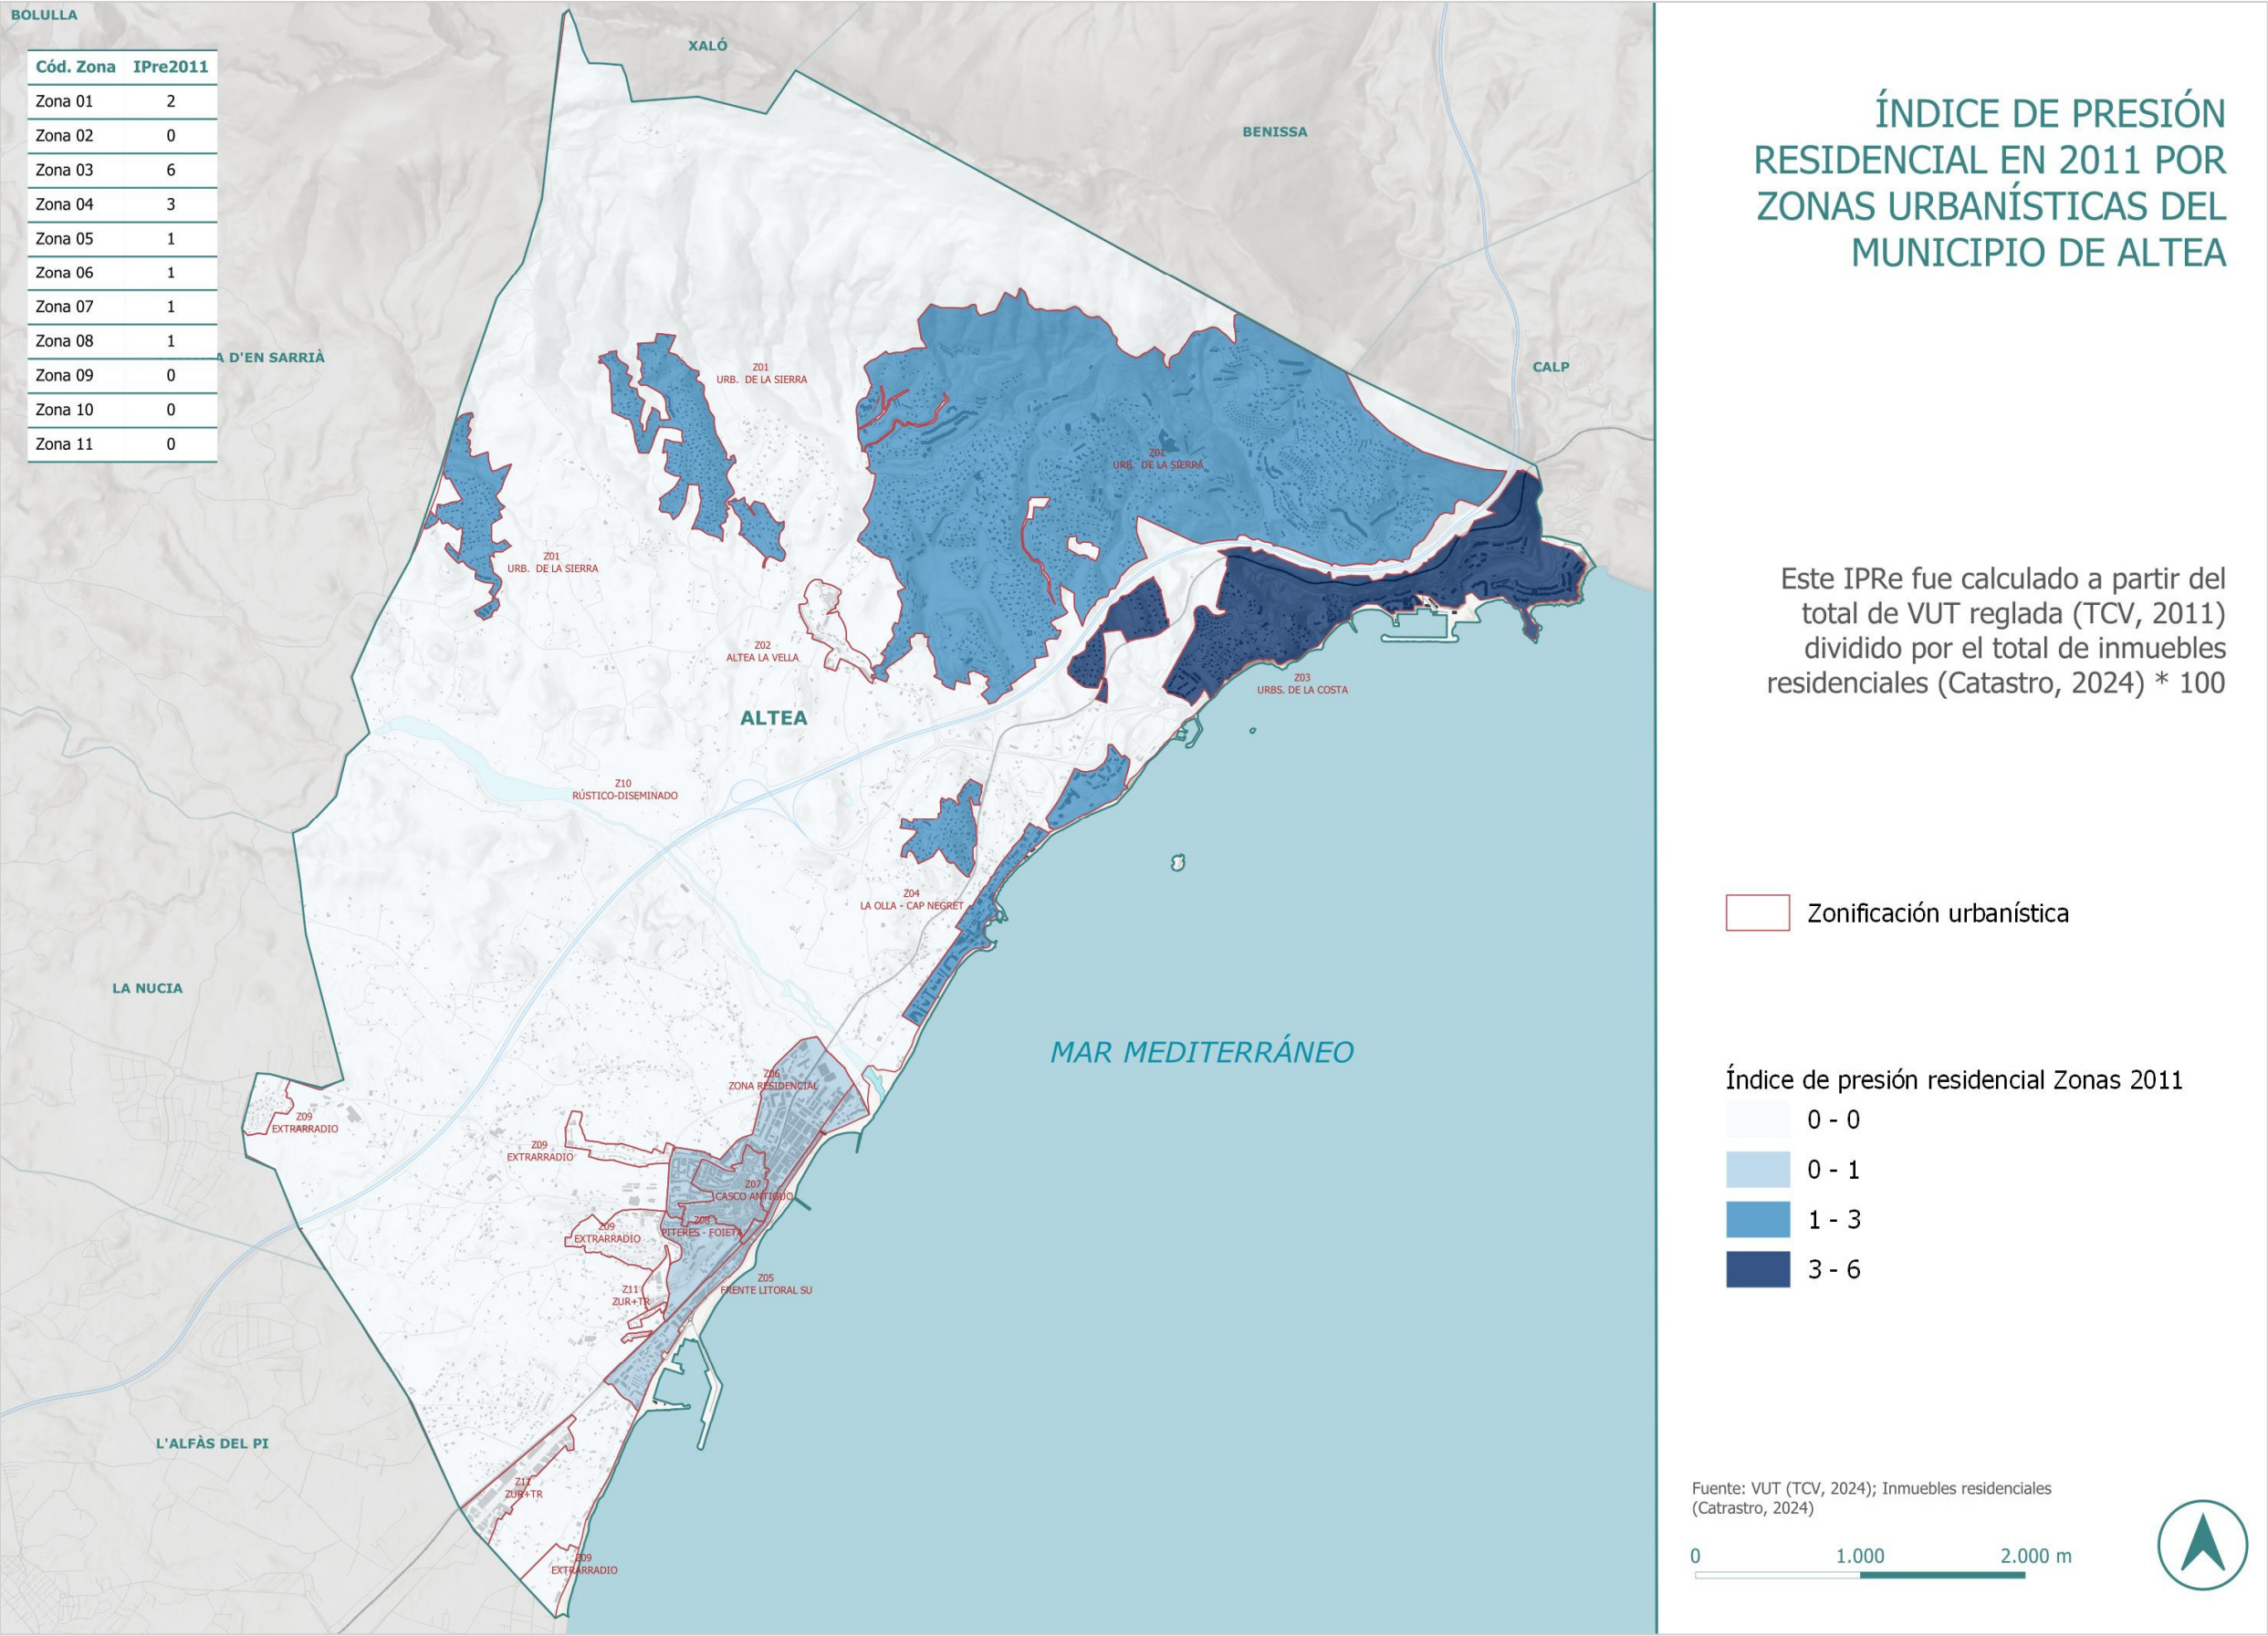 BOLULLA
Cód. Zona IPre2011
Zona 01 2
Zona 02 0
Zona 03 6
Zona 04 3
Zona 05 1
Zona 06 1
Zona 07 1
Zona 08 1
Zona 09 0
Zona 10 0
Zona 11 0
XALÓ
BENISSA
CALP
A D'EN SARRIÀ
Z01
URB. DE LA SIERRA
Z01
URB. DE LA SIERRA
Z01
URB. DE LA SIERRA
Z02
ALTEA LA VELLA
Z03
URBS. DE LA COSTA
ALTEA
Z10
RÚSTICO-DISEMINADO
Z04
LA OLLA - CAP NEGRET
LA NUCIA
MAR MEDITERRÁNEO
Z06
ZONA RESIDENCIAL
Z09
EXTRARRADIO
Z09
EXTRARRADIO
Z07
CASCO ANTIGUO
Z08
PITERES - FOIETA
Z09
EXTRARRADIO
Z05
FRENTE LITORAL SU
Z11
ZUR+TR
L'ALFÀS DEL PI
Z11
ZUR+TR
Z09
EXTRARRADIO
ÍNDICE DE PRESIÓN
RESIDENCIAL EN 2011 POR
ZONAS URBANÍSTICAS DEL
MUNICIPIO DE ALTEA
Este IPRe fue calculado a partir del
total de VUT reglada (TCV, 2011)
dividido por el total de inmuebles
residenciales (Catastro, 2024) * 100
Zonificación urbanística
Índice de presión residencial Zonas 2011
0 - 0
0 - 1
1 - 3
3 - 6
Fuente: VUT (TCV, 2024); Inmuebles residenciales
(Catrastro, 2024)
0 1.000 2.000 m